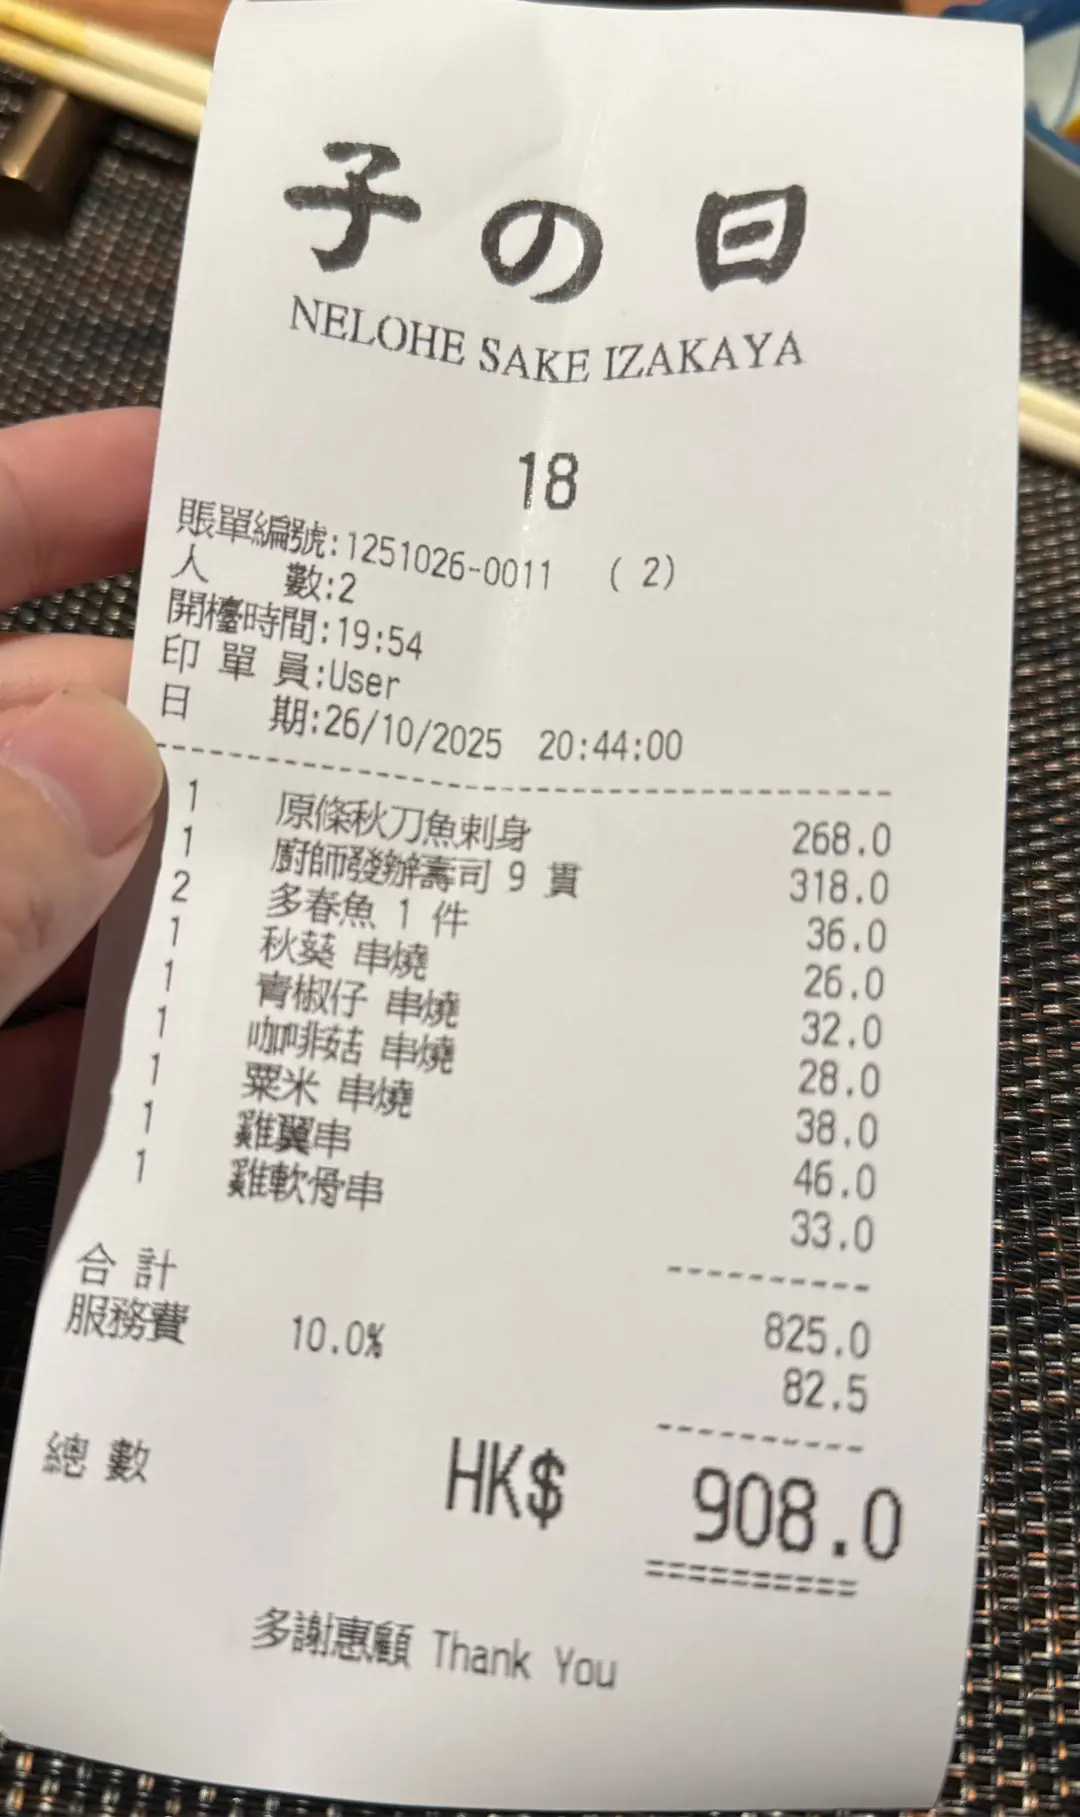 子の日
NELOHE SAKE IZAKAYA
18
賬單編號:1251026-0011 (2)
人 數:2
開檯時間:19:54
印單員:User
日 期:26/10/2025 20:44:00
1 原條秋刀魚刺身 268.0
1 廚師發辦壽司 9 貫 318.0
2 多春魚 1 件 36.0
1 秋葵 串燒 26.0
1 青椒仔 串燒 32.0
1 咖啡菇 串燒 28.0
1 粟米 串燒 38.0
1 雞翼串 46.0
1 雞軟骨串 33.0
合計 825.0
服務費 10.0% 82.5
總數 HK$ 908.0
多謝惠顧 Thank You